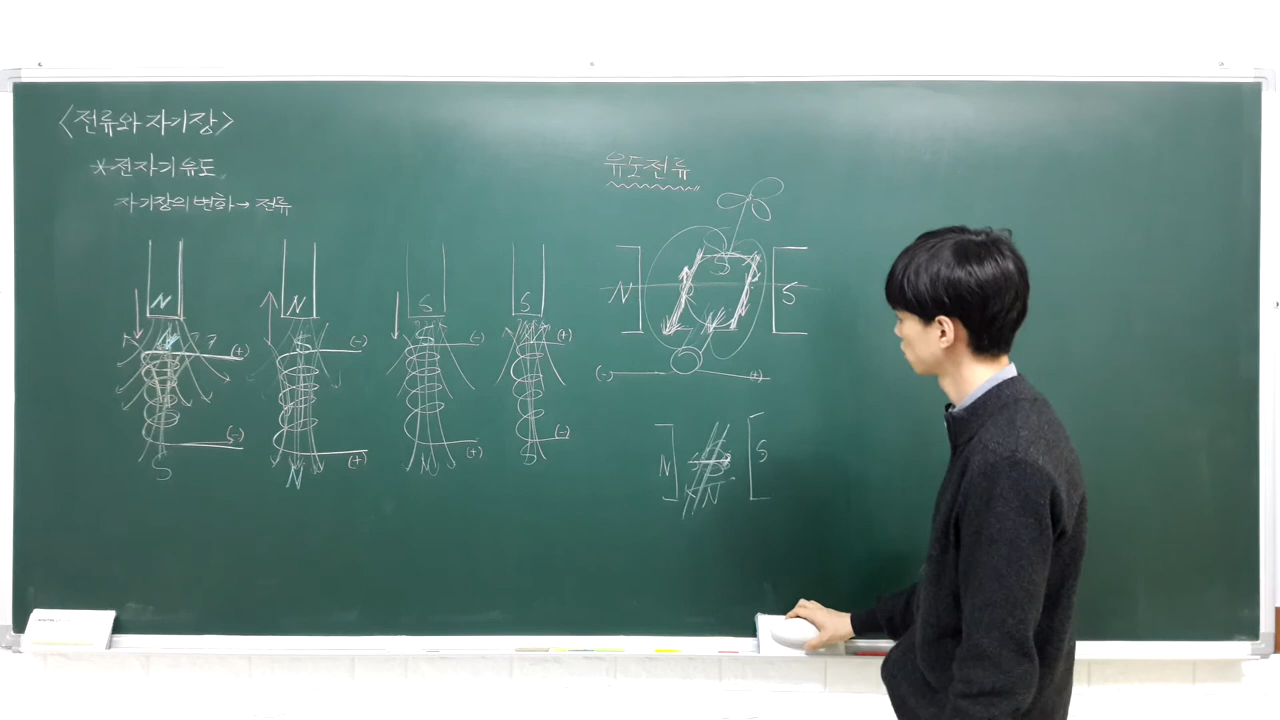 <전류와 자기장>
*전자기유도
자기장의 변화→전류
유도전류
N N S S
N S S
N S S
(+) (-) (-) (+)
(-) (+) (+) (-)
S N N S
(-) (+)
N S S
N